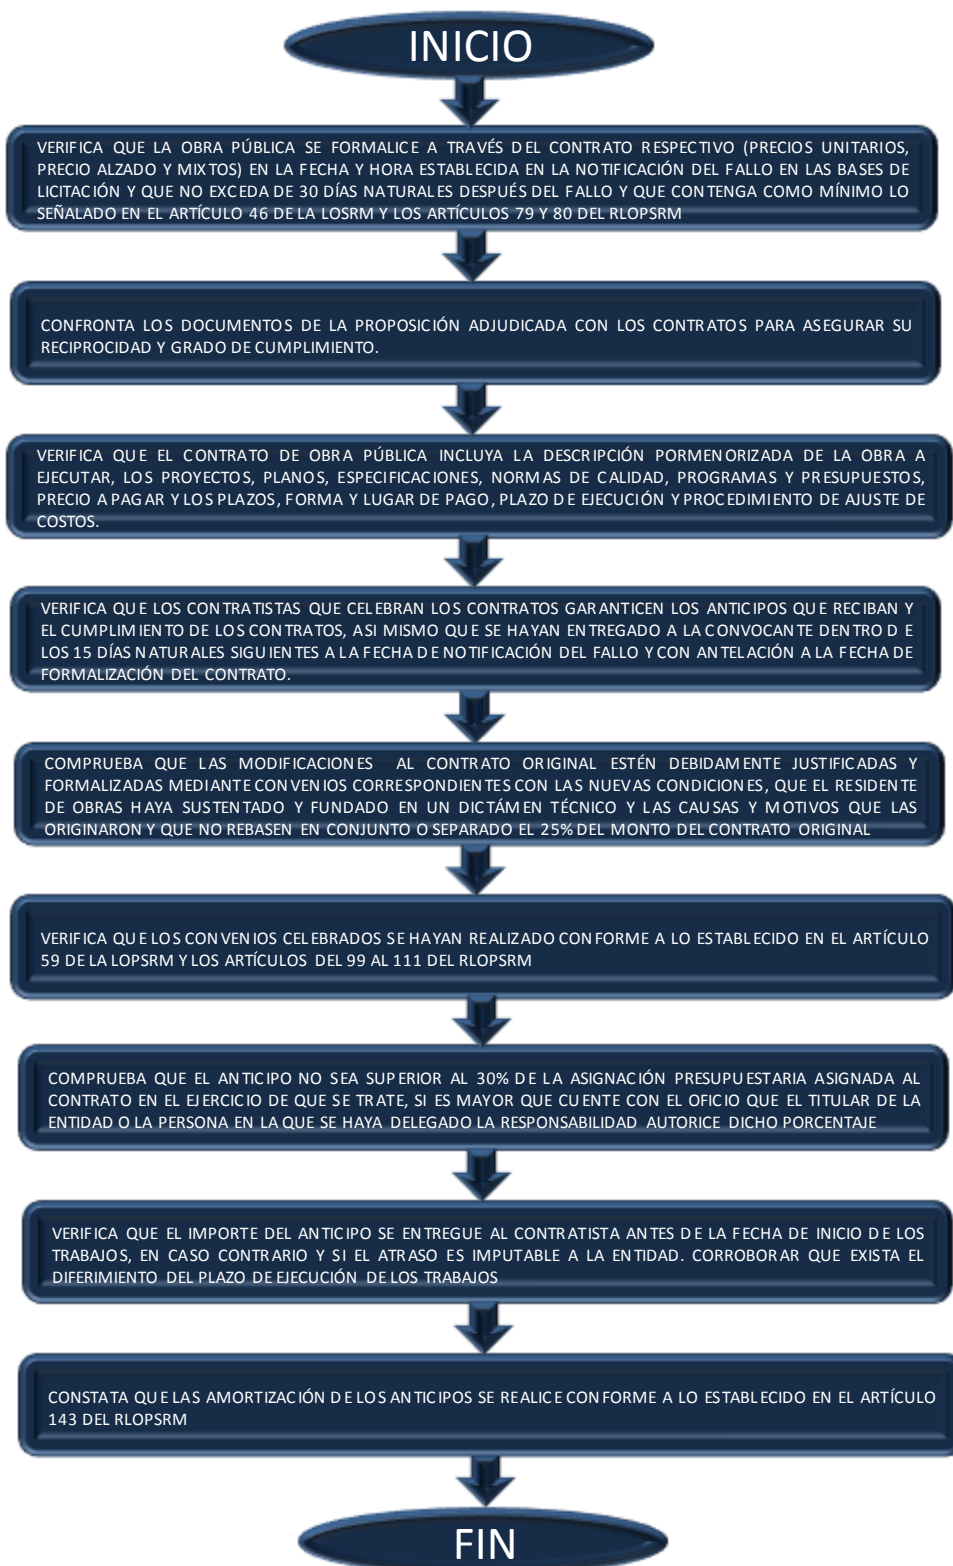 INICIO
VERIFICA QUE LA OBRA PÚBLICA SE FORMALICE A TRAVÉS DEL CONTRATO RESPECTIVO (PRECIOS UNITARIOS,
PRECIO ALZADO Y MIXTOS) EN LA FECHA Y HORA ESTABLECIDA EN LA NOTIFICACIÓN DEL FALLO EN LAS BASES DE
LICITACIÓN Y QUE NO EXCEDA DE 30 DÍAS NATURALES DESPUÉS DEL FALLO Y QUE CONTENGA COMO MÍNIMO LO
SEÑALADO EN EL ARTÍCULO 46 DE LA LOSRM Y LOS ARTÍCULOS 79 Y 80 DEL RLOPSRM
CONFRONTA LOS DOCUMENTOS DE LA PROPOSICIÓN ADJUDICADA CON LOS CONTRATOS PARA ASEGURAR SU
RECIPROCIDAD Y GRADO DE CUMPLIMIENTO.
VERIFICA QUE EL CONTRATO DE OBRA PÚBLICA INCLUYA LA DESCRIPCIÓN PORMENORIZADA DE LA OBRA A
EJECUTAR, LOS PROYECTOS, PLANOS, ESPECIFICACIONES, NORMAS DE CALIDAD, PROGRAMAS Y PRESUPUESTOS,
PRECIO A PAGAR Y LOS PLAZOS, FORMA Y LUGAR DE PAGO, PLAZO DE EJECUCIÓN Y PROCEDIMIENTO DE AJUSTE DE
COSTOS.
VERIFICA QUE LOS CONTRATISTAS QUE CELEBRAN LOS CONTRATOS GARANTICEN LOS ANTICIPOS QUE RECIBAN Y
EL CUMPLIMIENTO DE LOS CONTRATOS, ASI MISMO QUE SE HAYAN ENTREGADO A LA CONVOCANTE DENTRO DE
LOS 15 DÍAS NATURALES SIGUIENTES A LA FECHA DE NOTIFICACIÓN DEL FALLO Y CON ANTELACIÓN A LA FECHA DE
FORMALIZACIÓN DEL CONTRATO.
COMPRUEBA QUE LAS MODIFICACIONES AL CONTRATO ORIGINAL ESTÉN DEBIDAMENTE JUSTIFICADAS Y
FORMALIZADAS MEDIANTE CONVENIOS CORRESPONDIENTES CON LAS NUEVAS CONDICIONES, QUE EL RESIDENTE
DE OBRAS HAYA SUSTENTADO Y FUNDADO EN UN DICTÁMEN TÉCNICO Y LAS CAUSAS Y MOTIVOS QUE LAS
ORIGINARON Y QUE NO REBASEN EN CONJUNTO O SEPARADO EL 25% DEL MONTO DEL CONTRATO ORIGINAL
VERIFICA QUE LOS CONVENIOS CELEBRADOS SE HAYAN REALIZADO CONFORME A LO ESTABLECIDO EN EL ARTÍCULO
59 DE LA LOPSRM Y LOS ARTÍCULOS DEL 99 AL 111 DEL RLOPSRM
COMPRUEBA QUE EL ANTICIPO NO SEA SUPERIOR AL 30% DE LA ASIGNACIÓN PRESUPUESTARIA ASIGNADA AL
CONTRATO EN EL EJERCICIO DE QUE SE TRATE, SI ES MAYOR QUE CUENTE CON EL OFICIO QUE EL TITULAR DE LA
ENTIDAD O LA PERSONA EN LA QUE SE HAYA DELEGADO LA RESPONSABILIDAD AUTORICE DICHO PORCENTAJE
VERIFICA QUE EL IMPORTE DEL ANTICIPO SE ENTREGUE AL CONTRATISTA ANTES DE LA FECHA DE INICIO DE LOS
TRABAJOS, EN CASO CONTRARIO Y SI EL ATRASO ES IMPUTABLE A LA ENTIDAD. CORROBORAR QUE EXISTA EL
DIFERIMIENTO DEL PLAZO DE EJECUCIÓN DE LOS TRABAJOS
CONSTATA QUE LAS AMORTIZACIÓN DE LOS ANTICIPOS SE REALICE CONFORME A LO ESTABLECIDO EN EL ARTÍCULO
143 DEL RLOPSRM
FIN